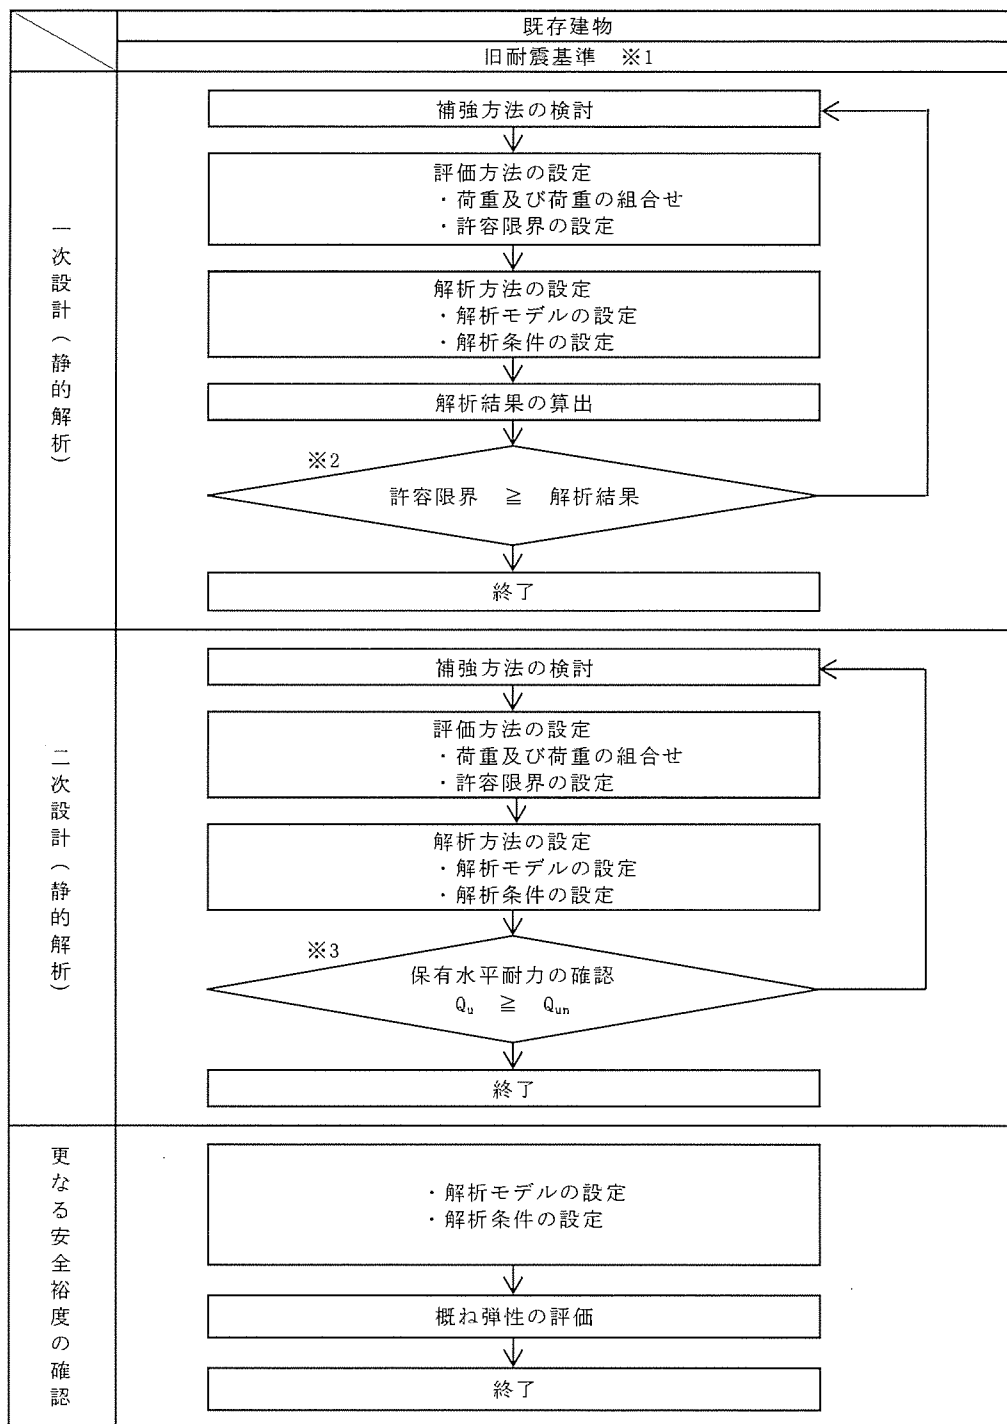 既存建物
旧耐震基準 ※1
一次設計(静的解析)
補強方法の検討
評価方法の設定
・荷重及び荷重の組合せ
・許容限界の設定
解析方法の設定
・解析モデルの設定
・解析条件の設定
解析結果の算出
※2
許容限界 ≧ 解析結果
終了
二次設計(静的解析)
補強方法の検討
評価方法の設定
・荷重及び荷重の組合せ
・許容限界の設定
解析方法の設定
・解析モデルの設定
・解析条件の設定
※3
保有水平耐力の確認
Qu ≧ Qun
終了
更なる安全裕度の確認
・解析モデルの設定
・解析条件の設定
概ね弾性の評価
終了